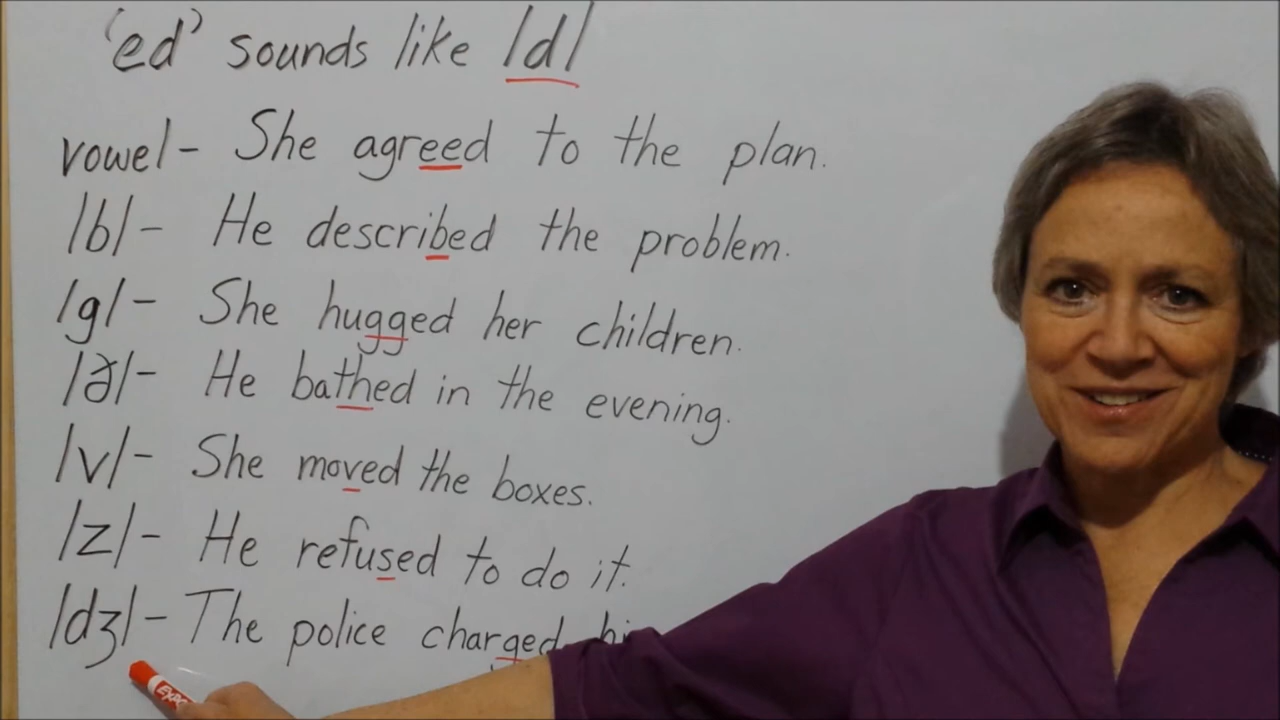 'ed' sounds like /d/
vowel - She agreed to the plan.
/b/ - He described the problem.
/g/ - She hugged her children.
/ð/ - He bathed in the evening.
/v/ - She moved the boxes.
/z/ - He refused to do it.
/dʒ/ - The police charged
EXPO